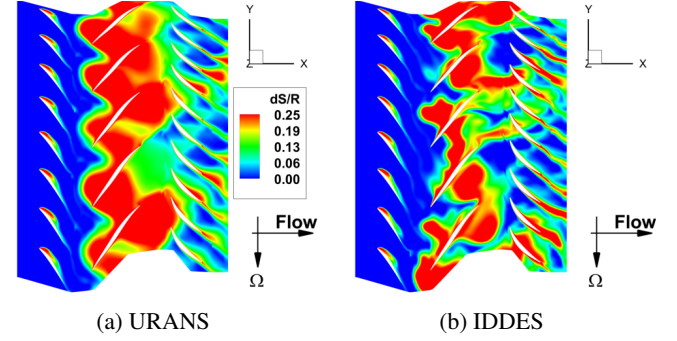 Y
Z
X
dS/R
0.25
0.19
0.13
0.06
0.00
Flow
Ω
(a) URANS
Y
Z
X
Flow
Ω
(b) IDDES